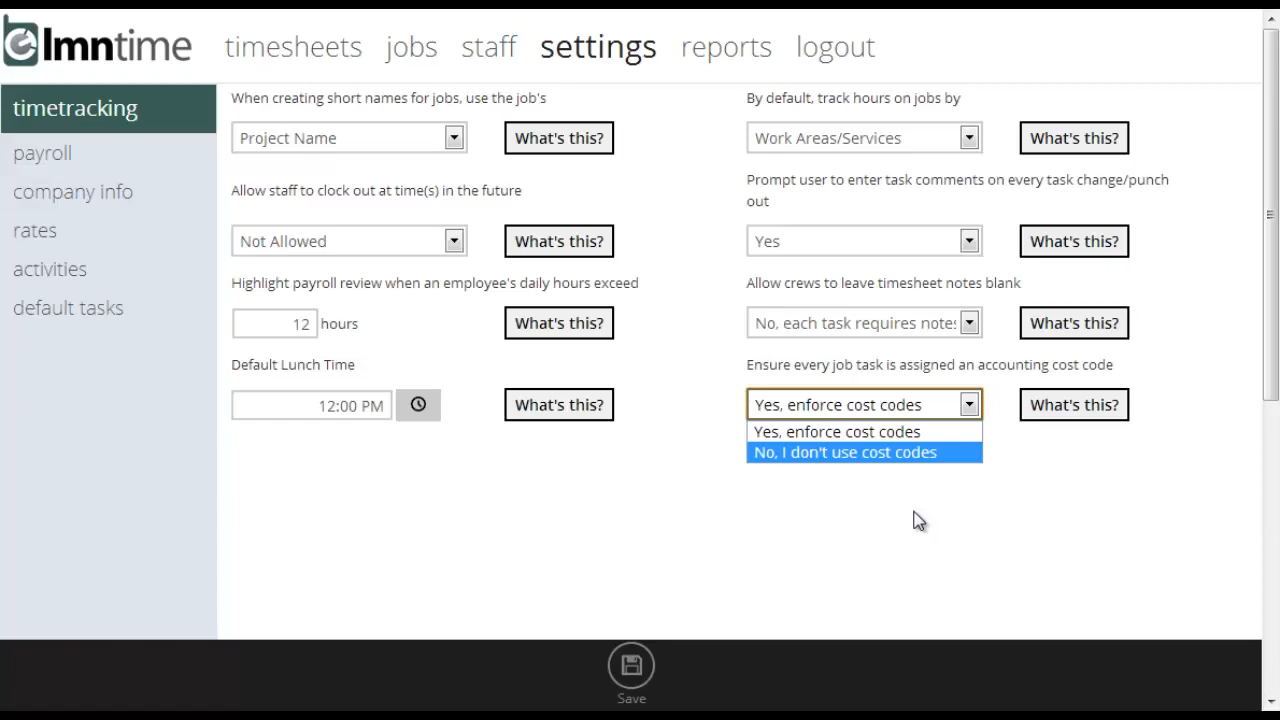 lmntime
timesheets jobs staff settings reports logout
timetracking
payroll
company info
rates
activities
default tasks
When creating short names for jobs, use the job's
Project Name What's this?
Allow staff to clock out at time(s) in the future
Not Allowed What's this?
Highlight payroll review when an employee's daily hours exceed
12 hours What's this?
Default Lunch Time
12:00 PM What's this?
By default, track hours on jobs by
Work Areas/Services What's this?
Prompt user to enter task comments on every task change/punch
out
Yes What's this?
Allow crews to leave timesheet notes blank
No, each task requires notes What's this?
Ensure every job task is assigned an accounting cost code
Yes, enforce cost codes What's this?
Yes, enforce cost codes
No, I don't use cost codes
Save